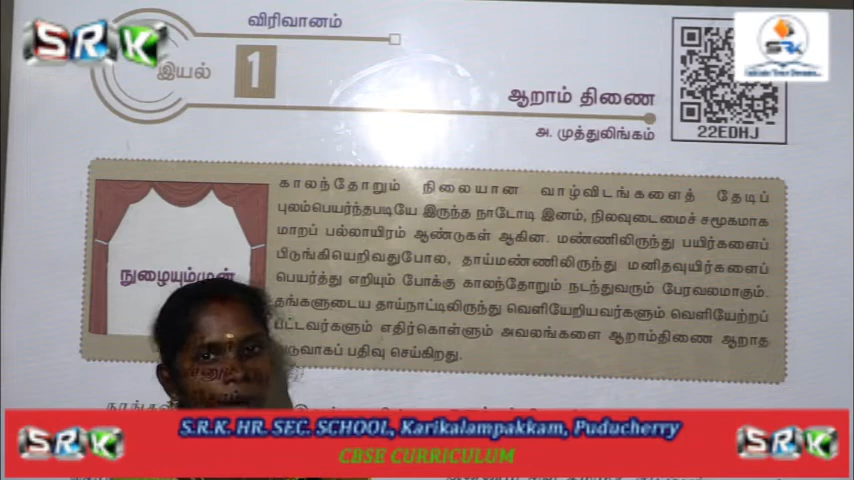 SRK
விரிவானம்
இயல் 1
ஆறாம் திணை
அ. முத்துலிங்கம்
22EDHJ
SRK
காலந்தோறும் நிலையான வாழ்விடங்களைத் தேடிப்
புலம்பெயர்ந்தபடியே இருந்த நாடோடி இனம், நிலவுடைமைச் சமூகமாக
மாறப் பல்லாயிரம் ஆண்டுகள் ஆகின. மண்ணிலிருந்து பயிர்களைப்
பிடுங்கியெறிவதுபோல, தாய்மண்ணிலிருந்து மனிதவுயிர்களைப்
பெயர்த்து எறியும் போக்கு காலந்தோறும் நடந்துவரும் பேரவலமாகும்.
தங்களுடைய தாய்நாட்டிலிருந்து வெளியேறியவர்களும் வெளியேற்றப்
பட்டவர்களும் எதிர்கொள்ளும் அவலங்களை ஆறாம்திணை ஆறாத
வடுவாகப் பதிவு செய்கிறது.
நுழையும்முன்
SRK
S.R.K. HR. SEC. SCHOOL, Karikalampakkam, Puducherry
CBSE CURRICULUM
SRK